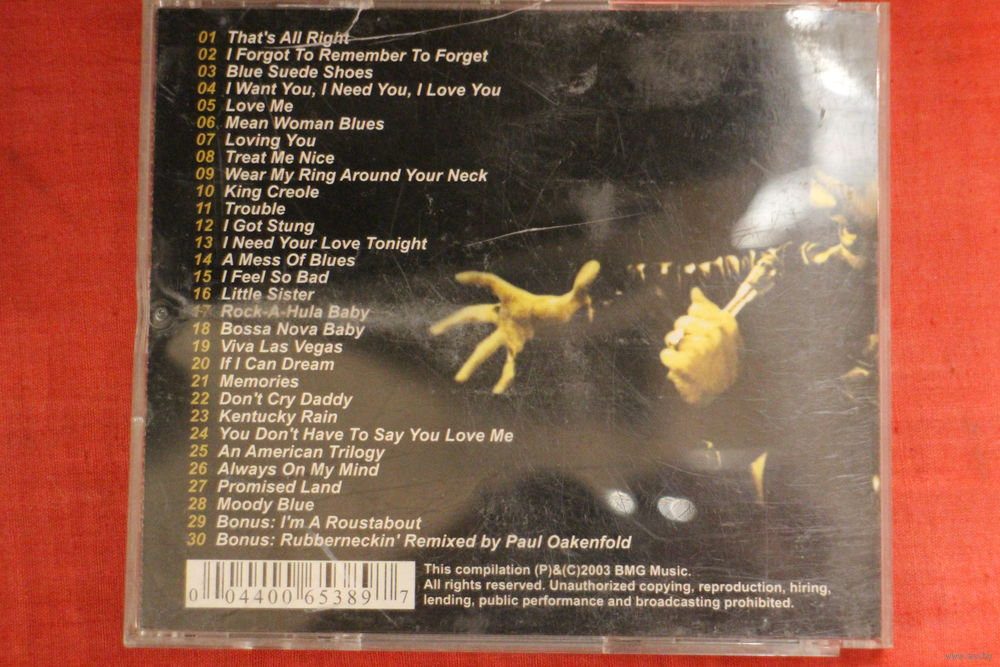 01 That's All Right
02 I Forgot To Remember To Forget
03 Blue Suede Shoes
04 I Want You, I Need You, I Love You
05 Love Me
06 Mean Woman Blues
07 Loving You
08 Treat Me Nice
09 Wear My Ring Around Your Neck
10 King Creole
11 Trouble
12 I Got Stung
13 I Need Your Love Tonight
14 A Mess Of Blues
15 I Feel So Bad
16 Little Sister
17 Rock-A-Hula Baby
18 Bossa Nova Baby
19 Viva Las Vegas
20 If I Can Dream
21 Memories
22 Don't Cry Daddy
23 Kentucky Rain
24 You Don't Have To Say You Love Me
25 An American Trilogy
26 Always On My Mind
27 Promised Land
28 Moody Blue
29 Bonus: I'm A Roustabout
30 Bonus: Rubberneckin' Remixed by Paul Oakenfold
0 04400 65389 7
This compilation (P)&(C)2003 BMG Music.
All rights reserved. Unauthorized copying, reproduction, hiring,
lending, public performance and broadcasting prohibited.